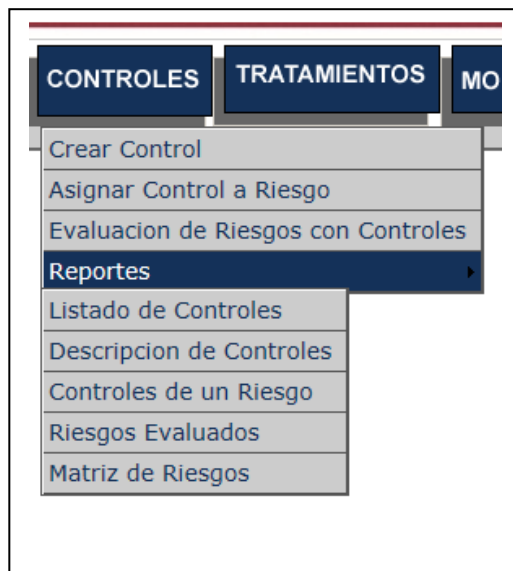 CONTROLES TRATAMIENTOS MO
Crear Control
Asignar Control a Riesgo
Evaluacion de Riesgos con Controles
Reportes
Listado de Controles
Descripcion de Controles
Controles de un Riesgo
Riesgos Evaluados
Matriz de Riesgos